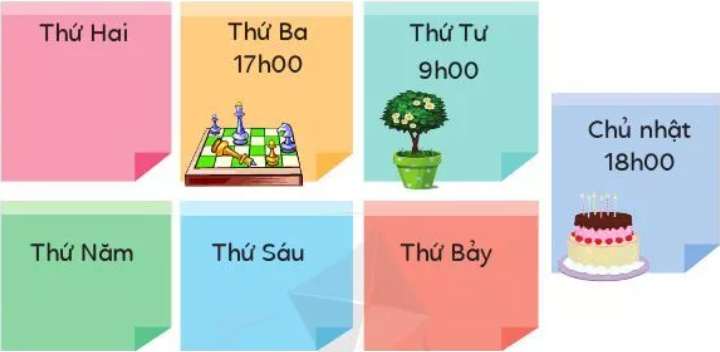 Thứ Hai
Thứ Ba
17h00
Thứ Tư
9h00
Thứ Năm
Thứ Sáu
Thứ Bảy
Chủ nhật
18h00